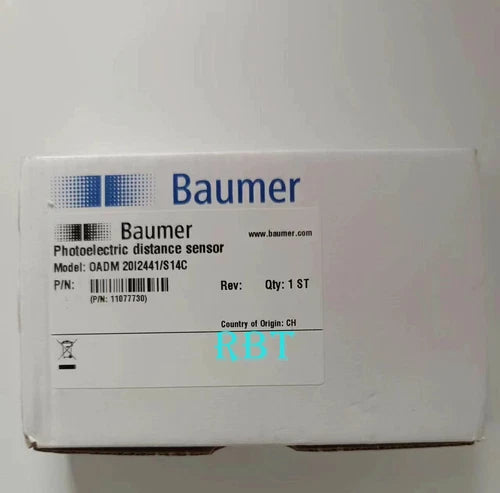 Baumer
Baumer
www.baumer.com
Photoelectric distance sensor
Model: OADM 20I2441/S14C
P/N:
Rev: Qty: 1 ST
(P/N: 11077730)
Country of Origin: CH
RBT